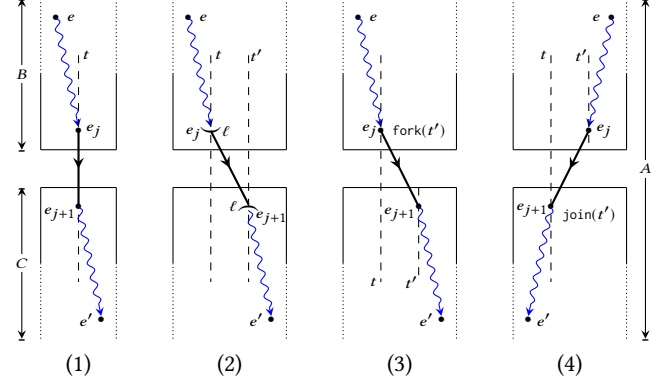 e e e e
t t t' t t'
B
e_j e_j ℓ e_j fork(t') e_j
A
e_{j+1} ℓ e_{j+1} e_{j+1} e_{j+1} join(t')
C
t t'
e' e' e' e'
(1) (2) (3) (4)